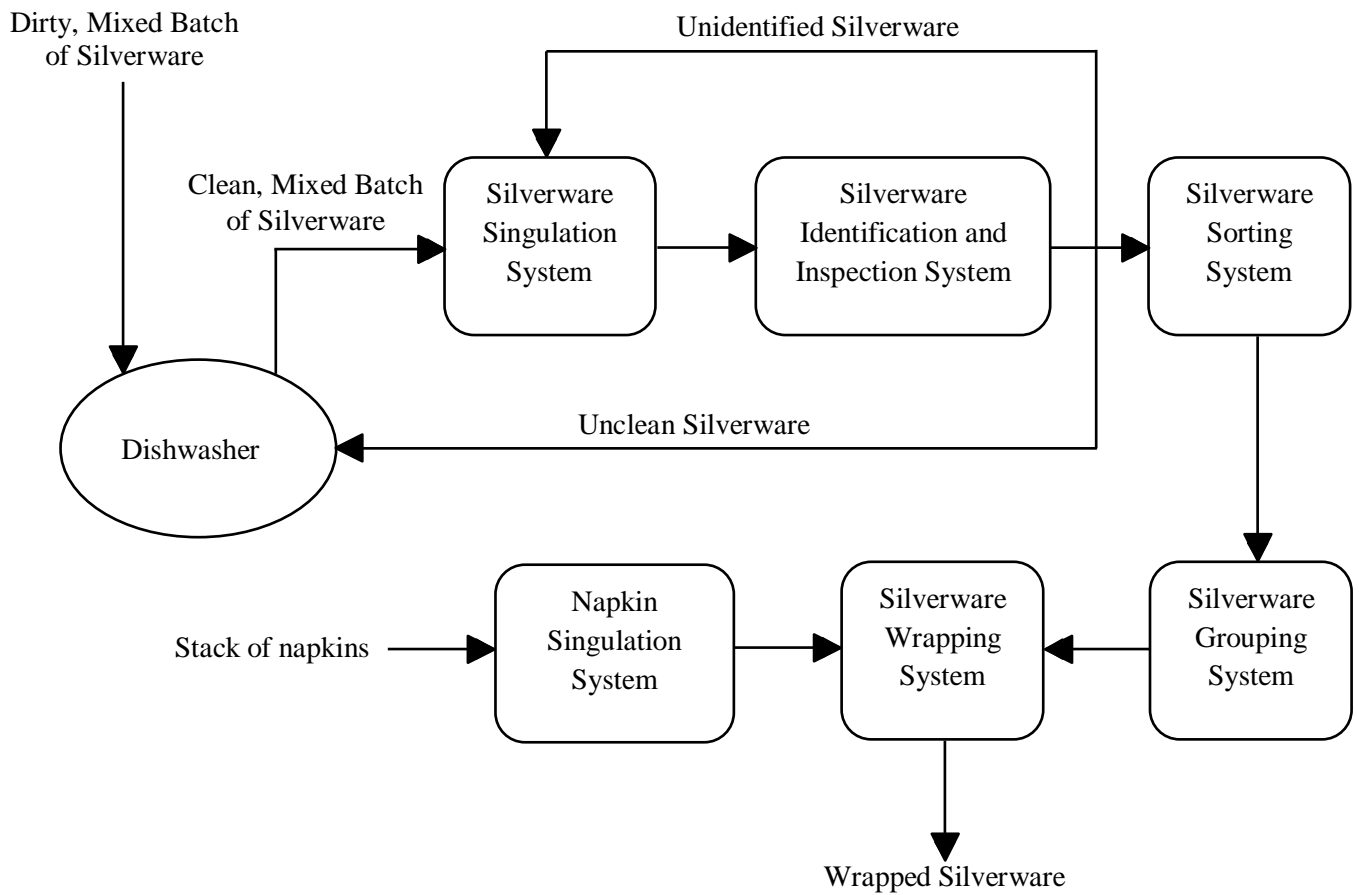 Dirty, Mixed Batch
of Silverware
Unidentified Silverware
Clean, Mixed Batch
of Silverware
Silverware
Singulation
System
Silverware
Identification and
Inspection System
Silverware
Sorting
System
Dishwasher
Unclean Silverware
Stack of napkins
Napkin
Singulation
System
Silverware
Wrapping
System
Silverware
Grouping
System
Wrapped Silverware